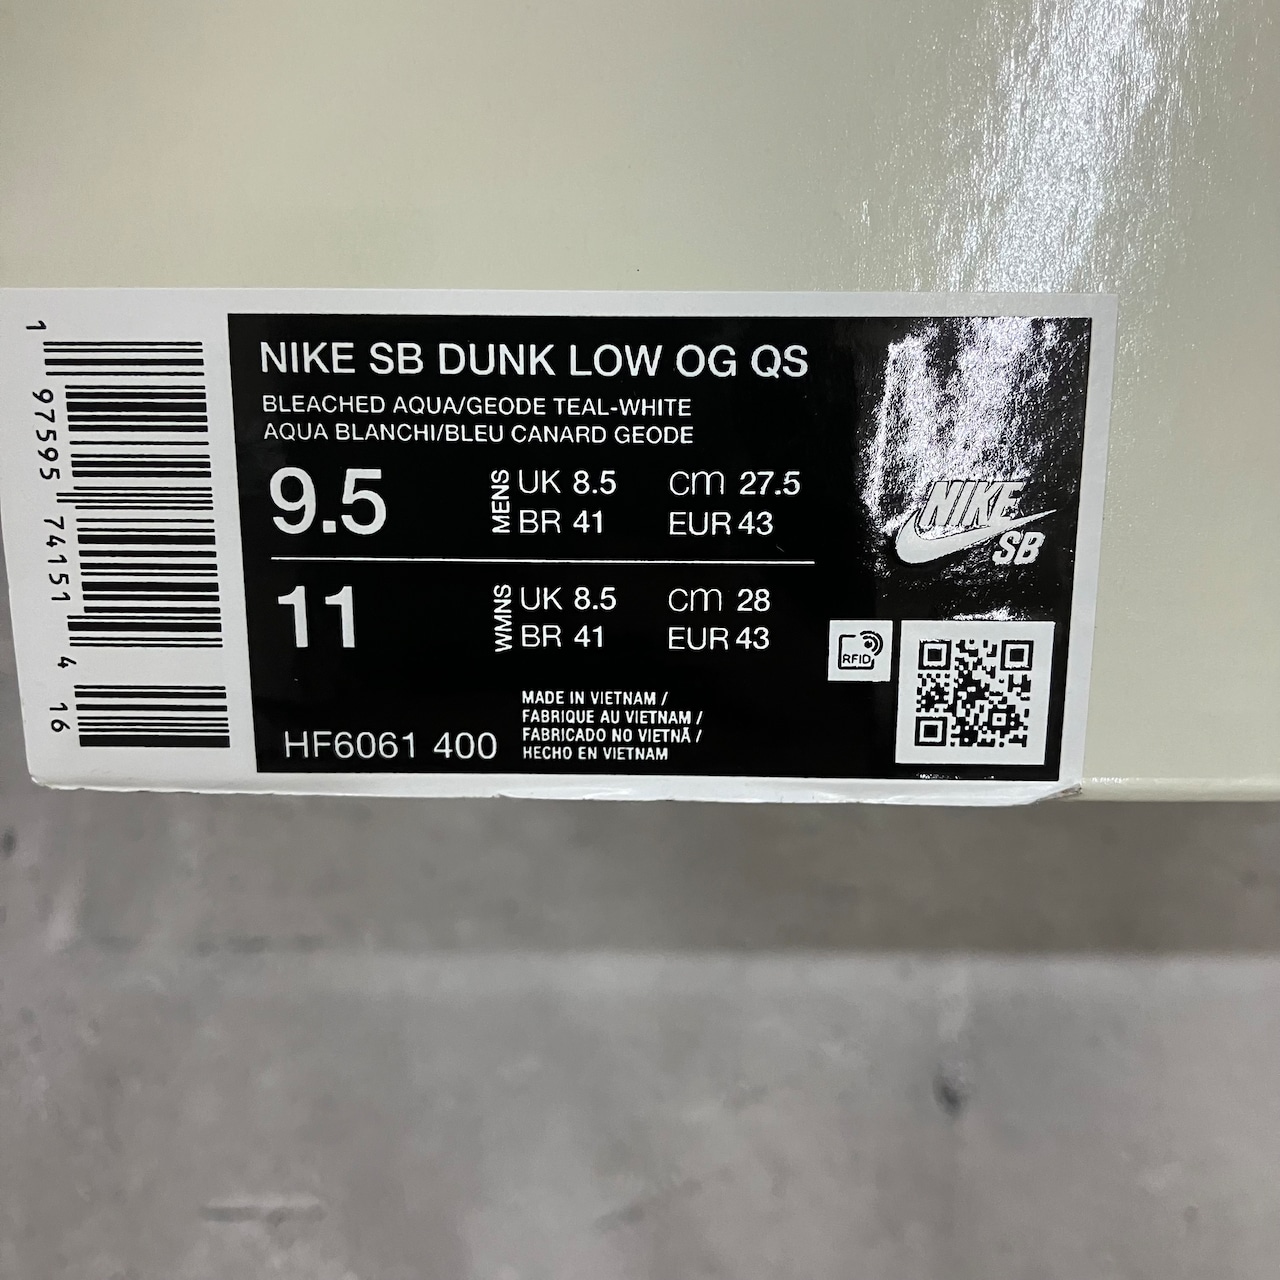 1 97595 74151 4 16
NIKE SB DUNK LOW OG QS
BLEACHED AQUA/GEODE TEAL-WHITE
AQUA BLANCHI/BLEU CANARD GEODE
9.5
MENS
UK 8.5 cm 27.5
BR 41 EUR 43
11
WMNS
UK 8.5 cm 28
BR 41 EUR 43
HF6061 400
MADE IN VIETNAM /
FABRIQUE AU VIETNAM /
FABRICADO NO VIETNÃ /
HECHO EN VIETNAM
NIKE
SB
RFID